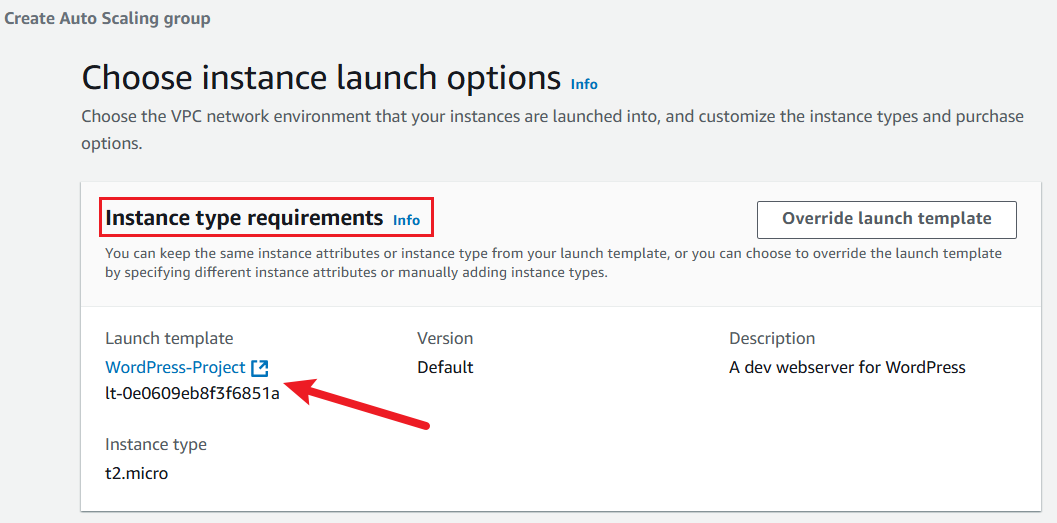 Create Auto Scaling group
Choose instance launch options Info
Choose the VPC network environment that your instances are launched into, and customize the instance types and purchase
options.
Instance type requirements Info
Override launch template
You can keep the same instance attributes or instance type from your launch template, or you can choose to override the launch template
by specifying different instance attributes or manually adding instance types.
Launch template
WordPress-Project
lt-0e0609eb8f3f6851a
Version
Default
Description
A dev webserver for WordPress
Instance type
t2.micro